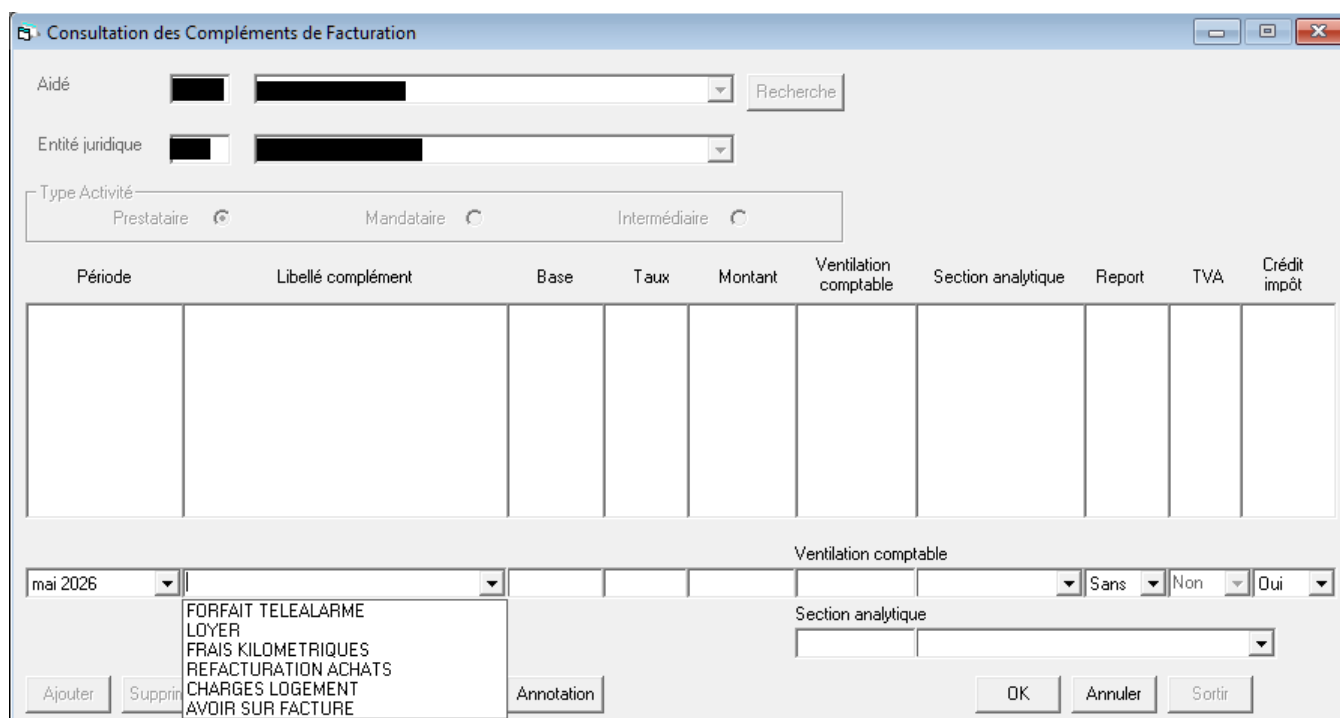 Consultation des Compléments de Facturation
Aidé
Recherche
Entité juridique
Type Activité
Prestataire Mandataire Intermédiaire
Période Libellé complément Base Taux Montant Ventilation comptable Section analytique Report TVA Crédit impôt
Ventilation comptable
mai 2026 Sans Non Oui
FORFAIT TELEALARME
Section analytique
LOYER
FRAIS KILOMETRIQUES
REFACTURATION ACHATS
CHARGES LOGEMENT
AVOIR SUR FACTURE
Ajouter Supprin Annotation OK Annuler Sortir